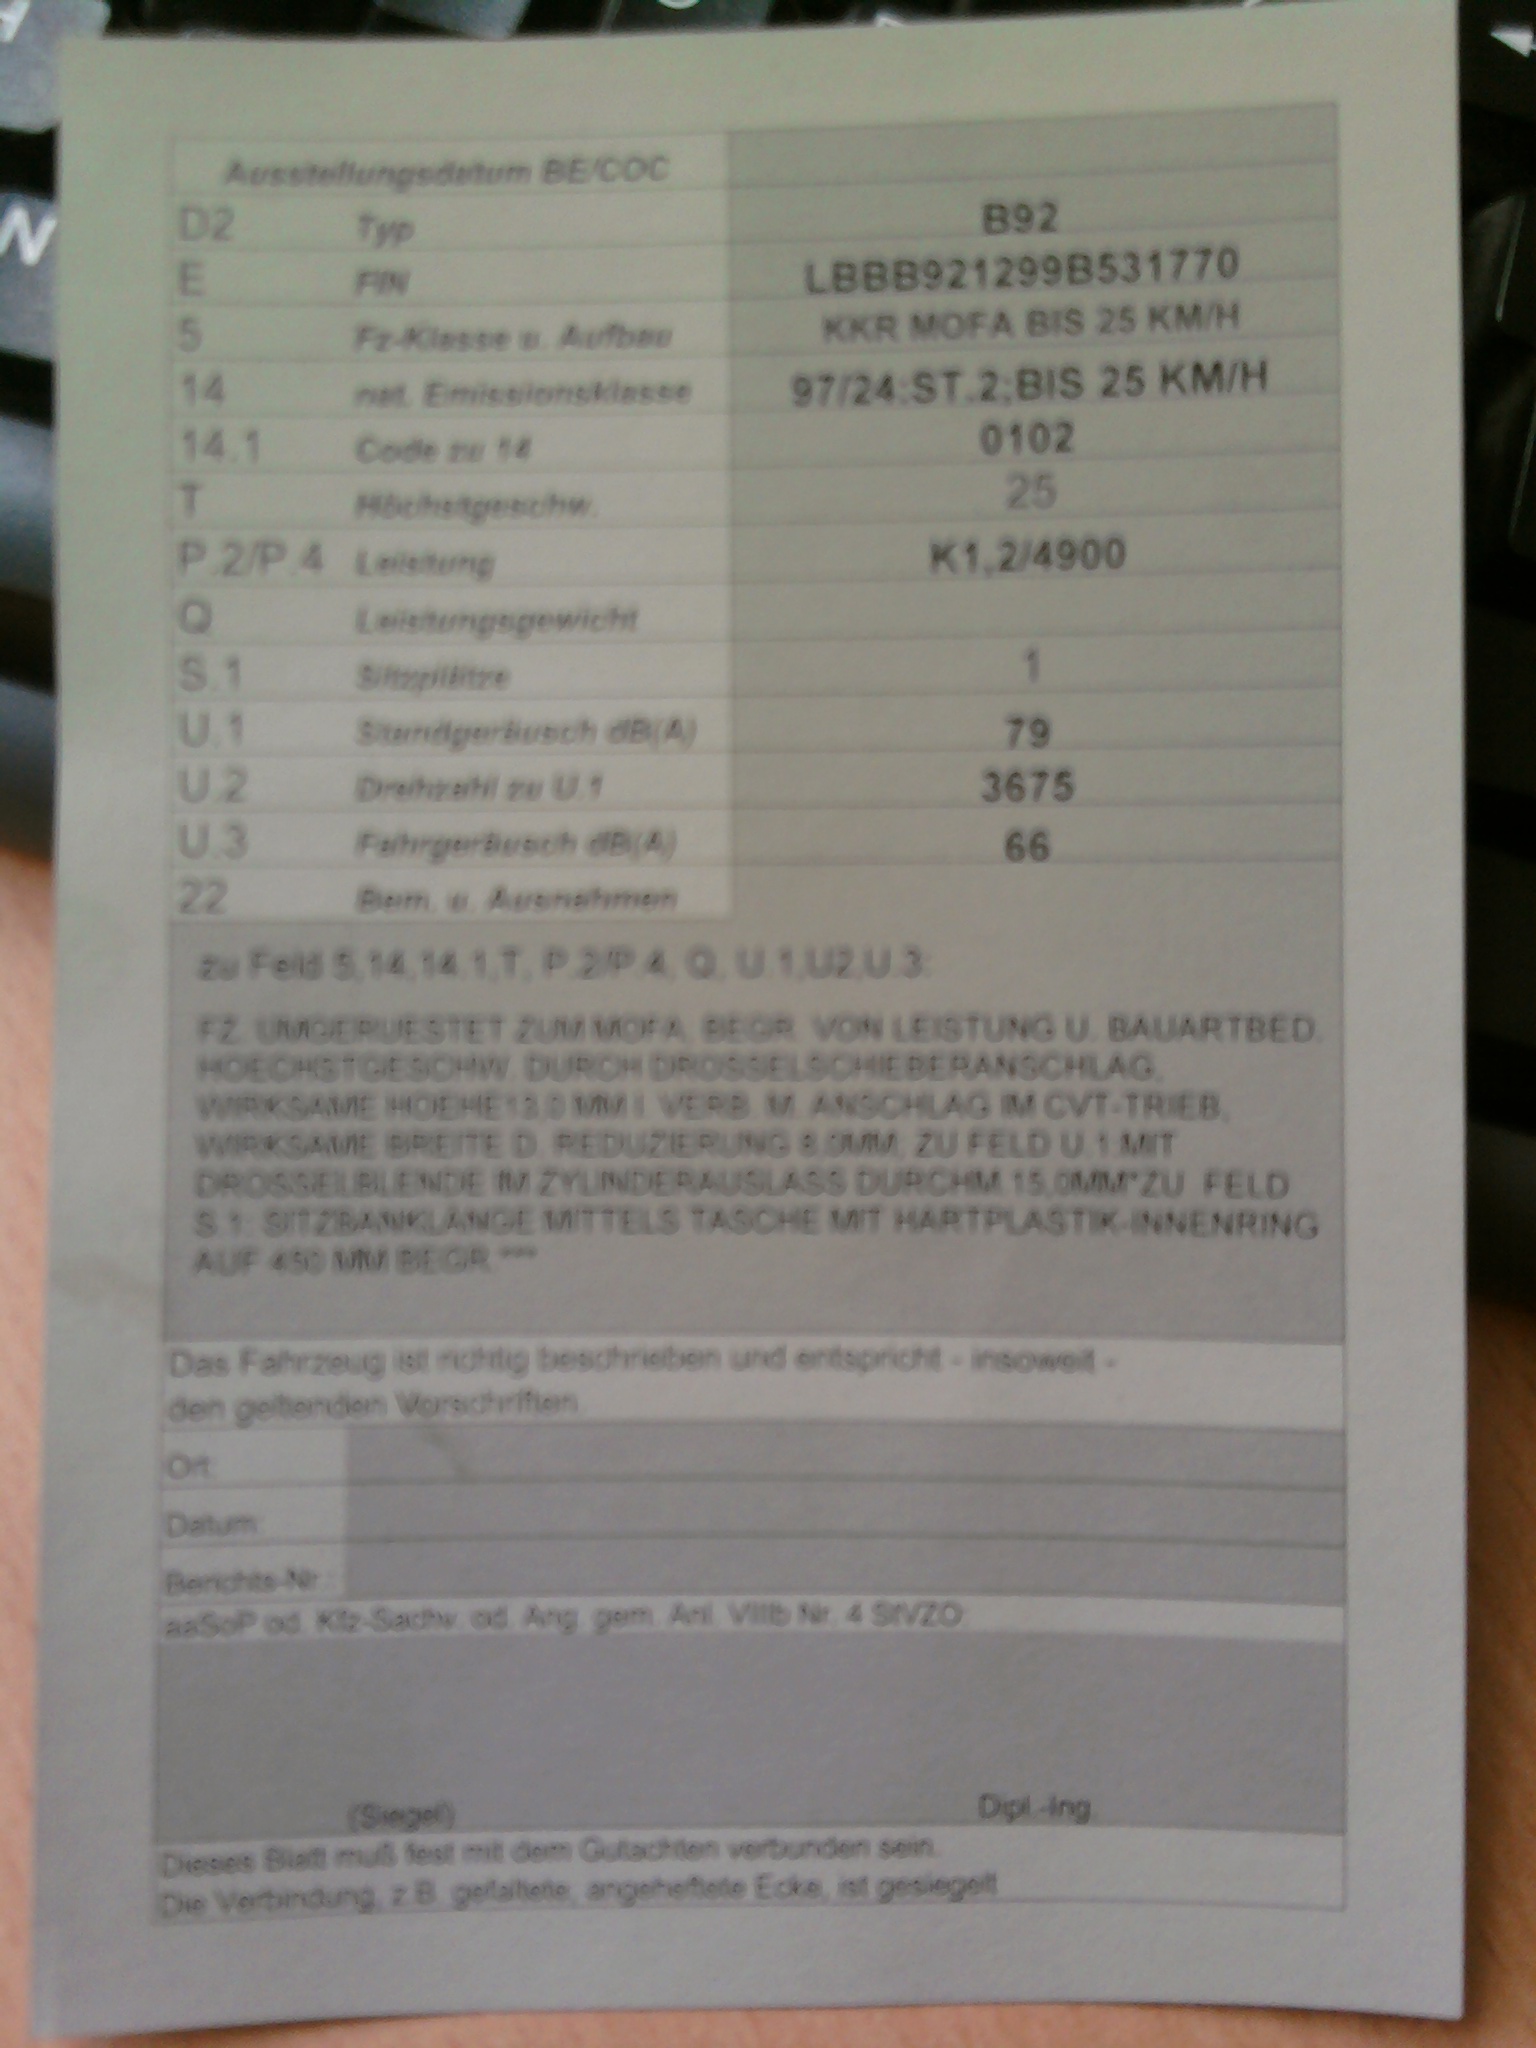 Ausstellungsdatum BE/COC
D2 Typ B92
E FIN LBBB921299B531770
5 Fz-Klasse u. Aufbau KKR MOFA BIS 25 KM/H
14 nat. Emissionsklasse 97/24:ST.2;BIS 25 KM/H
14.1 Code zu 14 0102
T Höchstgeschw. 25
P.2/P.4 Leistung K1,2/4900
Q Leistungsgewicht
S.1 Sitzplätze 1
U.1 Standgeräusch dB(A) 79
U.2 Drehzahl zu U.1 3675
U.3 Fahrgeräusch dB(A) 66
22 Bem. u. Ausnahmen
zu Feld 5,14,14.1,T, P.2/P.4, Q, U.1,U2,U.3:
FZ. UMGERUESTET ZUM MOFA, BEGR. VON LEISTUNG U. BAUARTBED.
HOECHSTGESCHW. DURCH DROSSELSCHIEBERANSCHLAG,
WIRKSAME HOEHE13,0 MM I. VERB. M. ANSCHLAG IM CVT-TRIEB,
WIRKSAME BREITE D. REDUZIERUNG 8,0MM, ZU FELD U.1:MIT
DROSSELBLENDE IM ZYLINDERAUSLASS DURCHM.15,0MM*ZU FELD
S.1: SITZBANKLÄNGE MITTELS TASCHE MIT HARTPLASTIK-INNENRING
AUF 450 MM BEGR.***
Das Fahrzeug ist richtig beschrieben und entspricht - insoweit -
den geltenden Vorschriften
Ort:
Datum:
Berichts-Nr.:
aaSoP od. Kfz-Sachv. od. Ang. gem. Anl. VIIIb Nr. 4 StVZO:
(Siegel) Dipl.-Ing.
Dieses Blatt muß fest mit dem Gutachten verbunden sein.
Die Verbindung, z.B. gefaltete, angeheftete Ecke, ist gesiegelt